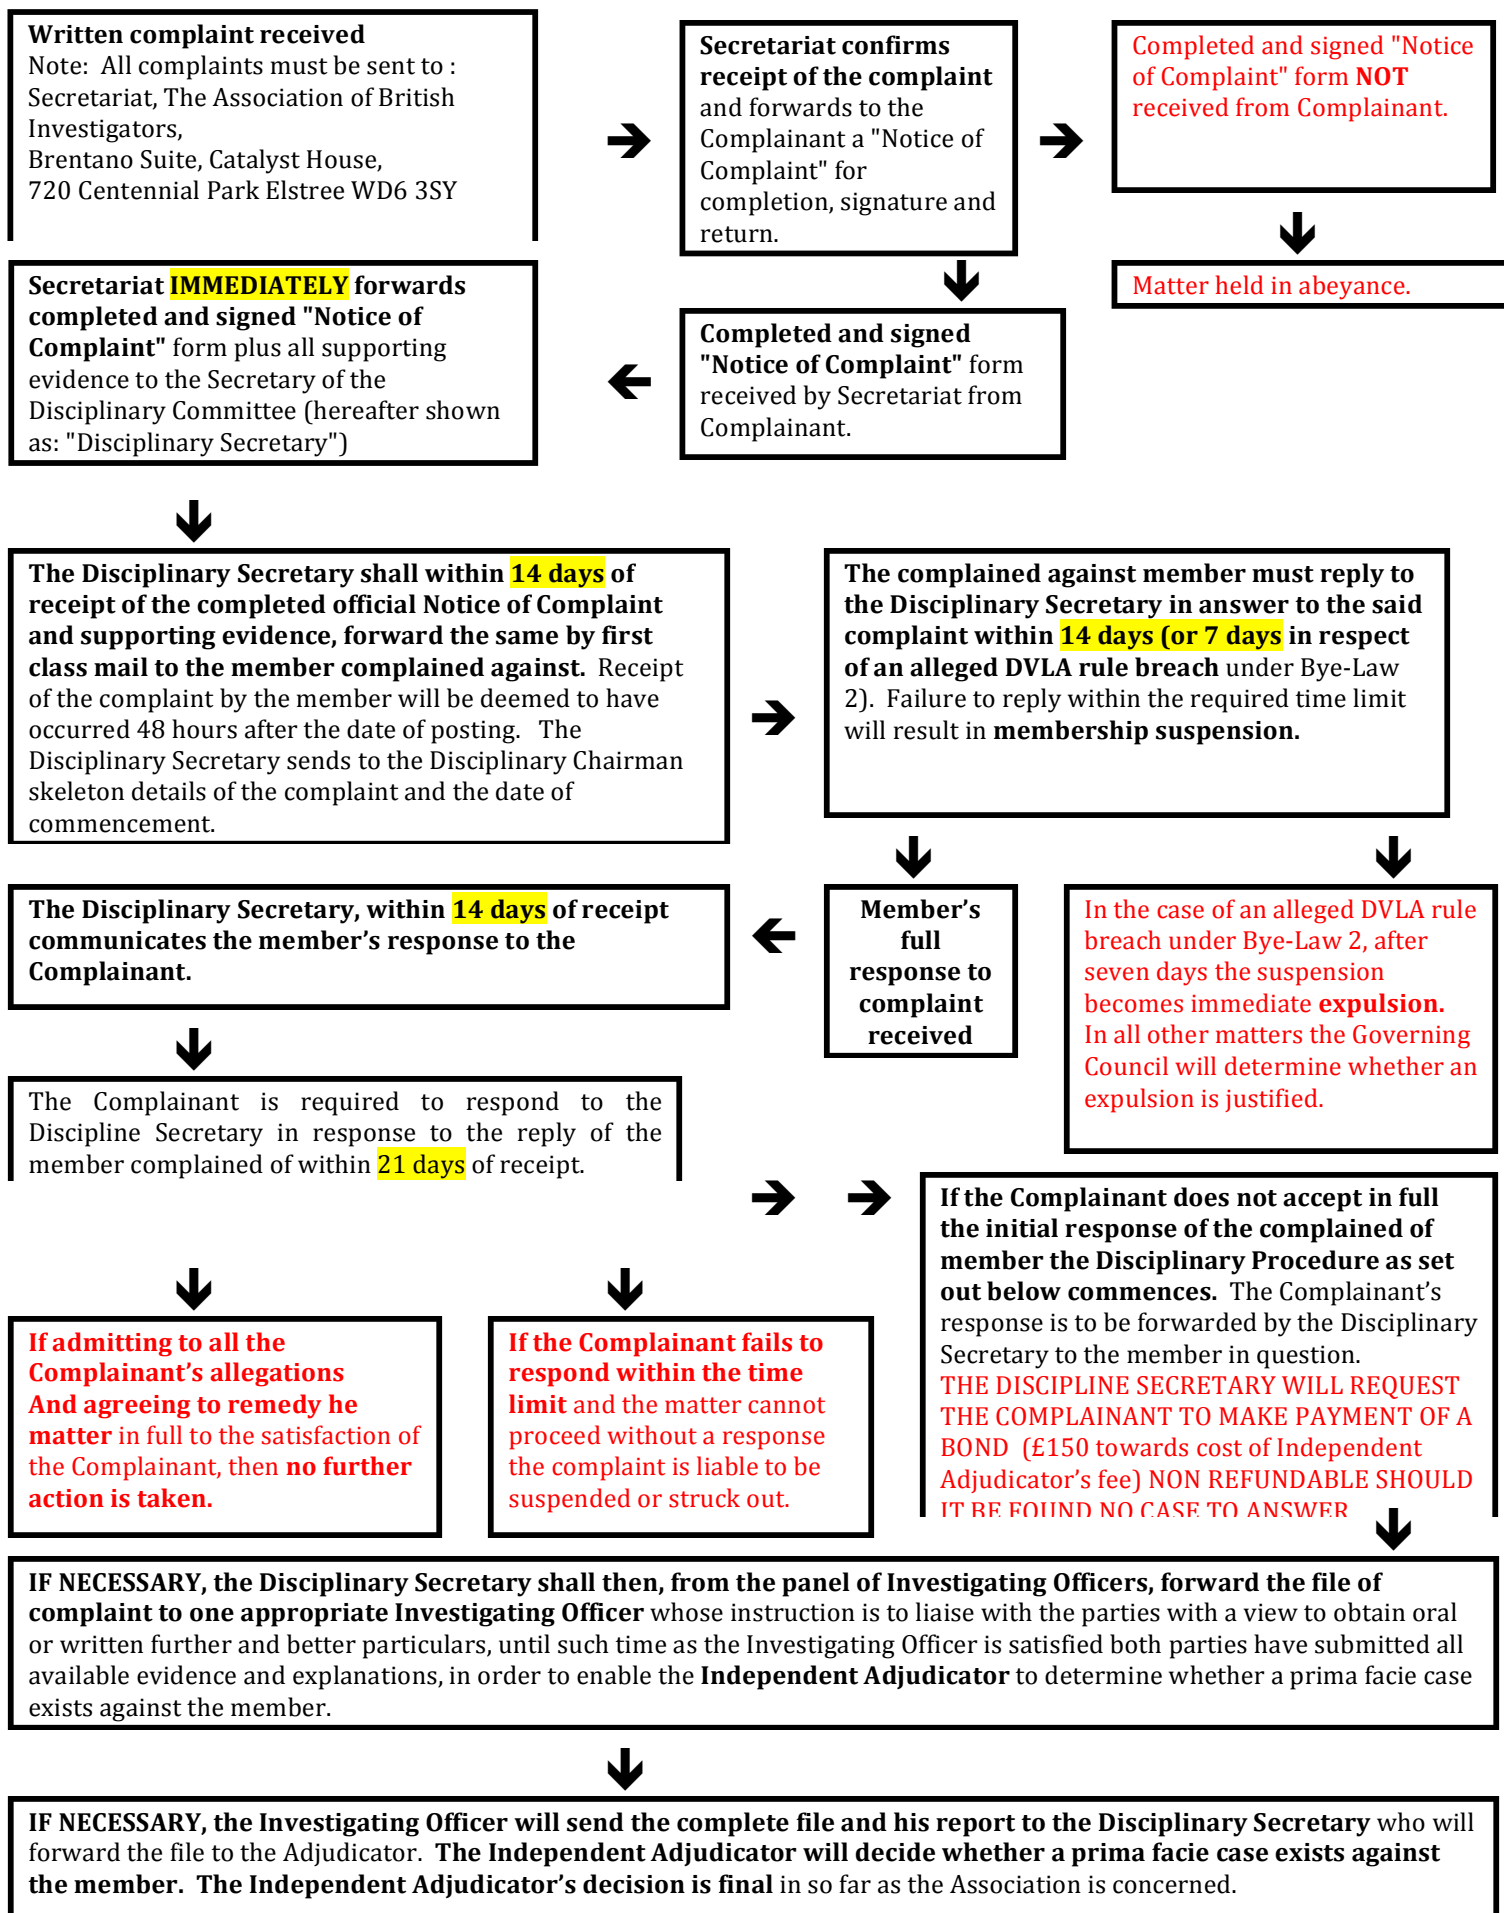 Written complaint received
Note:  All complaints must be sent to :
Secretariat, The Association of British
Investigators,
Brentano Suite, Catalyst House,
720 Centennial Park Elstree WD6 3SY
Secretariat confirms
receipt of the complaint
and forwards to the
Complainant a "Notice of
Complaint" for
completion, signature and
return.
Completed and signed "Notice
of Complaint" form NOT
received from Complainant.
Matter held in abeyance.
Completed and signed
"Notice of Complaint" form
received by Secretariat from
Complainant.
Secretariat IMMEDIATELY forwards
completed and signed "Notice of
Complaint" form plus all supporting
evidence to the Secretary of the
Disciplinary Committee (hereafter shown
as: "Disciplinary Secretary")
The Disciplinary Secretary shall within 14 days of
receipt of the completed official Notice of Complaint
and supporting evidence, forward the same by first
class mail to the member complained against.  Receipt
of the complaint by the member will be deemed to have
occurred 48 hours after the date of posting.   The
Disciplinary Secretary sends to the Disciplinary Chairman
skeleton details of the complaint and the date of
commencement.
The complained against member must reply to
the Disciplinary Secretary in answer to the said
complaint within 14 days (or 7 days in respect
of an alleged DVLA rule breach under Bye-Law
2).  Failure to reply within the required time limit
will result in membership suspension.
In the case of an alleged DVLA rule
breach under Bye-Law 2, after
seven days the suspension
becomes immediate expulsion.
In all other matters the Governing
Council will determine whether an
expulsion is justified.
Member's
full
response to
complaint
received
The Disciplinary Secretary, within 14 days of receipt
communicates the member's response to the
Complainant.
The Complainant is required to respond to the
Discipline Secretary in response to the reply of the
member complained of within 21 days of receipt.
If admitting to all the
Complainant's allegations
And agreeing to remedy he
matter in full to the satisfaction of
the Complainant, then no further
action is taken.
If the Complainant fails to
respond within the time
limit and the matter cannot
proceed without a response
the complaint is liable to be
suspended or struck out.
If the Complainant does not accept in full
the initial response of the complained of
member the Disciplinary Procedure as set
out below commences.  The Complainant's
response is to be forwarded by the Disciplinary
Secretary to the member in question.
THE DISCIPLINE SECRETARY WILL REQUEST
THE COMPLAINANT TO MAKE PAYMENT OF A
BOND  (£150 towards cost of Independent
Adjudicator's fee) NON REFUNDABLE SHOULD
IT BE FOUND NO CASE TO ANSWER
IF NECESSARY, the Disciplinary Secretary shall then, from the panel of Investigating Officers, forward the file of
complaint to one appropriate Investigating Officer whose instruction is to liaise with the parties with a view to obtain oral
or written further and better particulars, until such time as the Investigating Officer is satisfied both parties have submitted all
available evidence and explanations, in order to enable the Independent Adjudicator to determine whether a prima facie case
exists against the member.
IF NECESSARY, the Investigating Officer will send the complete file and his report to the Disciplinary Secretary who will
forward the file to the Adjudicator.  The Independent Adjudicator will decide whether a prima facie case exists against
the member.  The Independent Adjudicator's decision is final in so far as the Association is concerned.